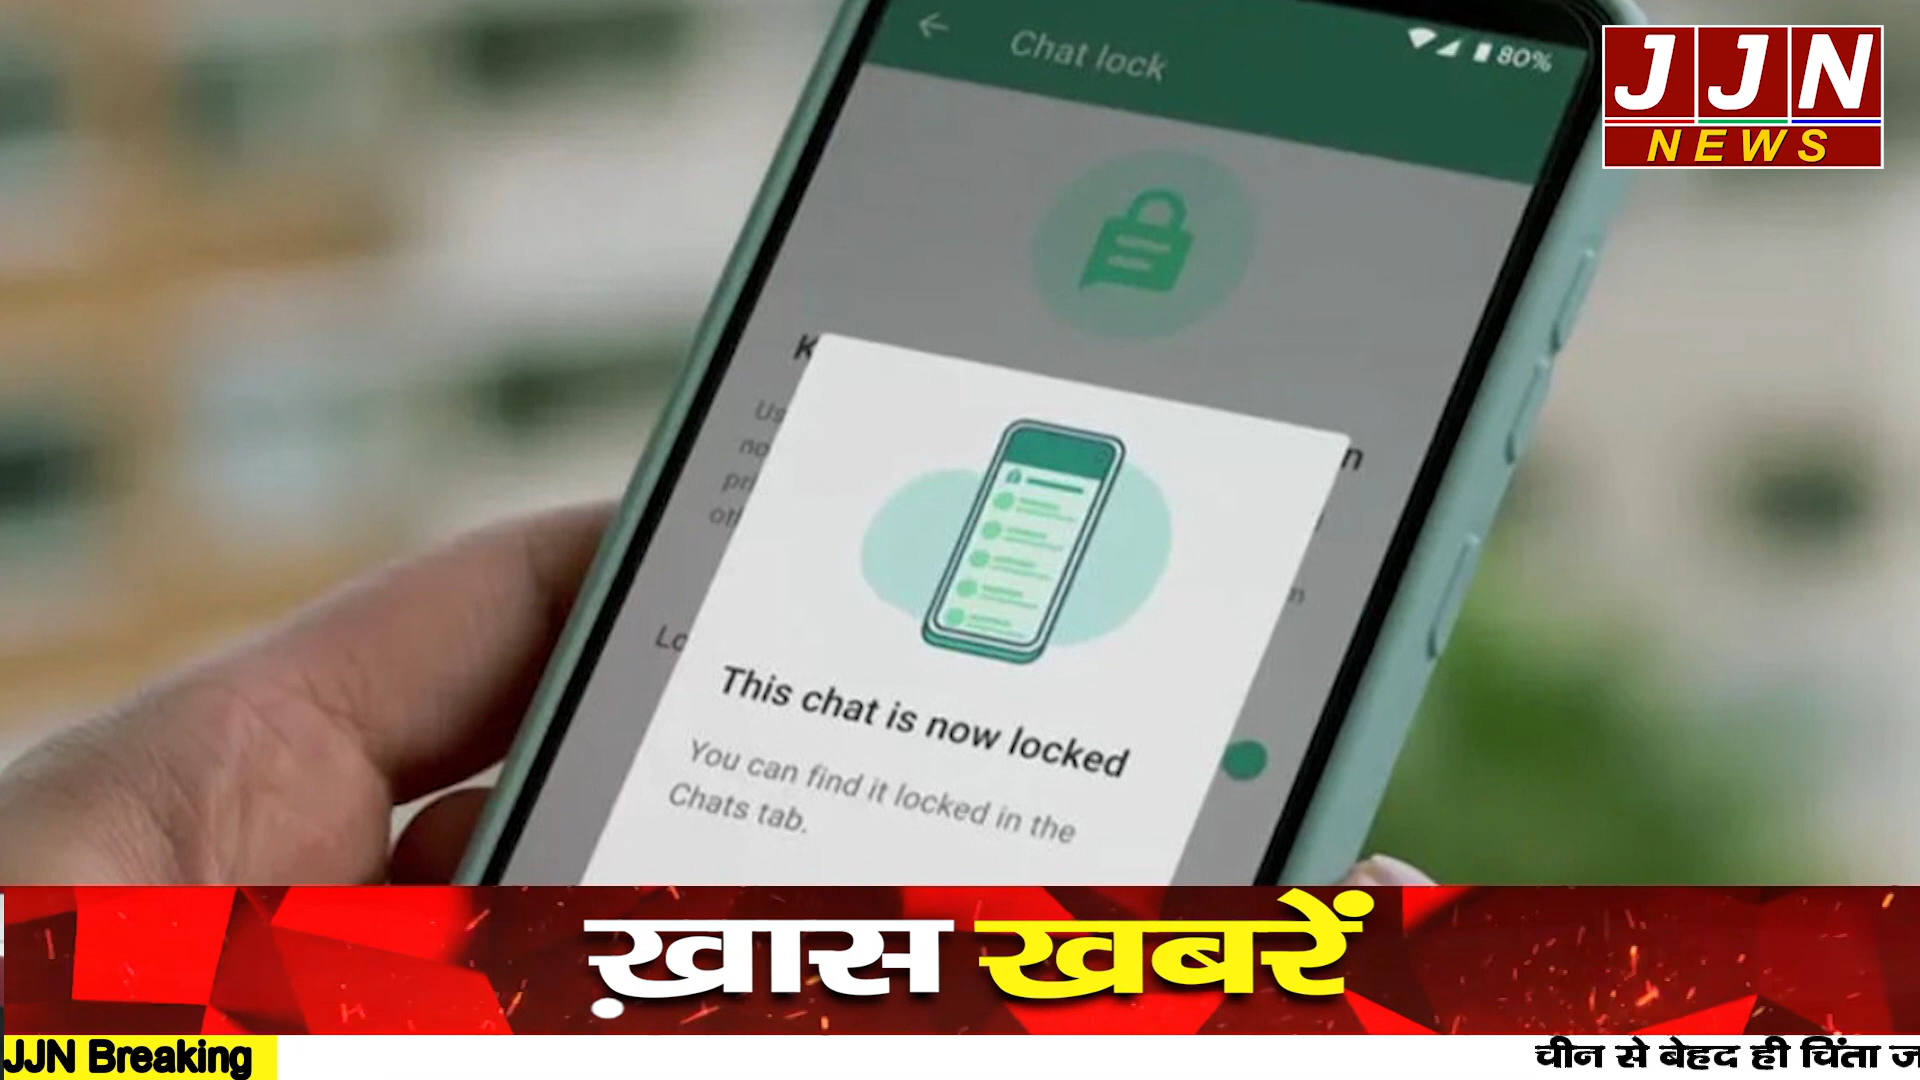 Chat lock
80%
JJN
NEWS
This chat is now locked
You can find it locked in the
Chats tab.
ख़ास खबरें
JJN Breaking
चीन से बेहद ही चिंता